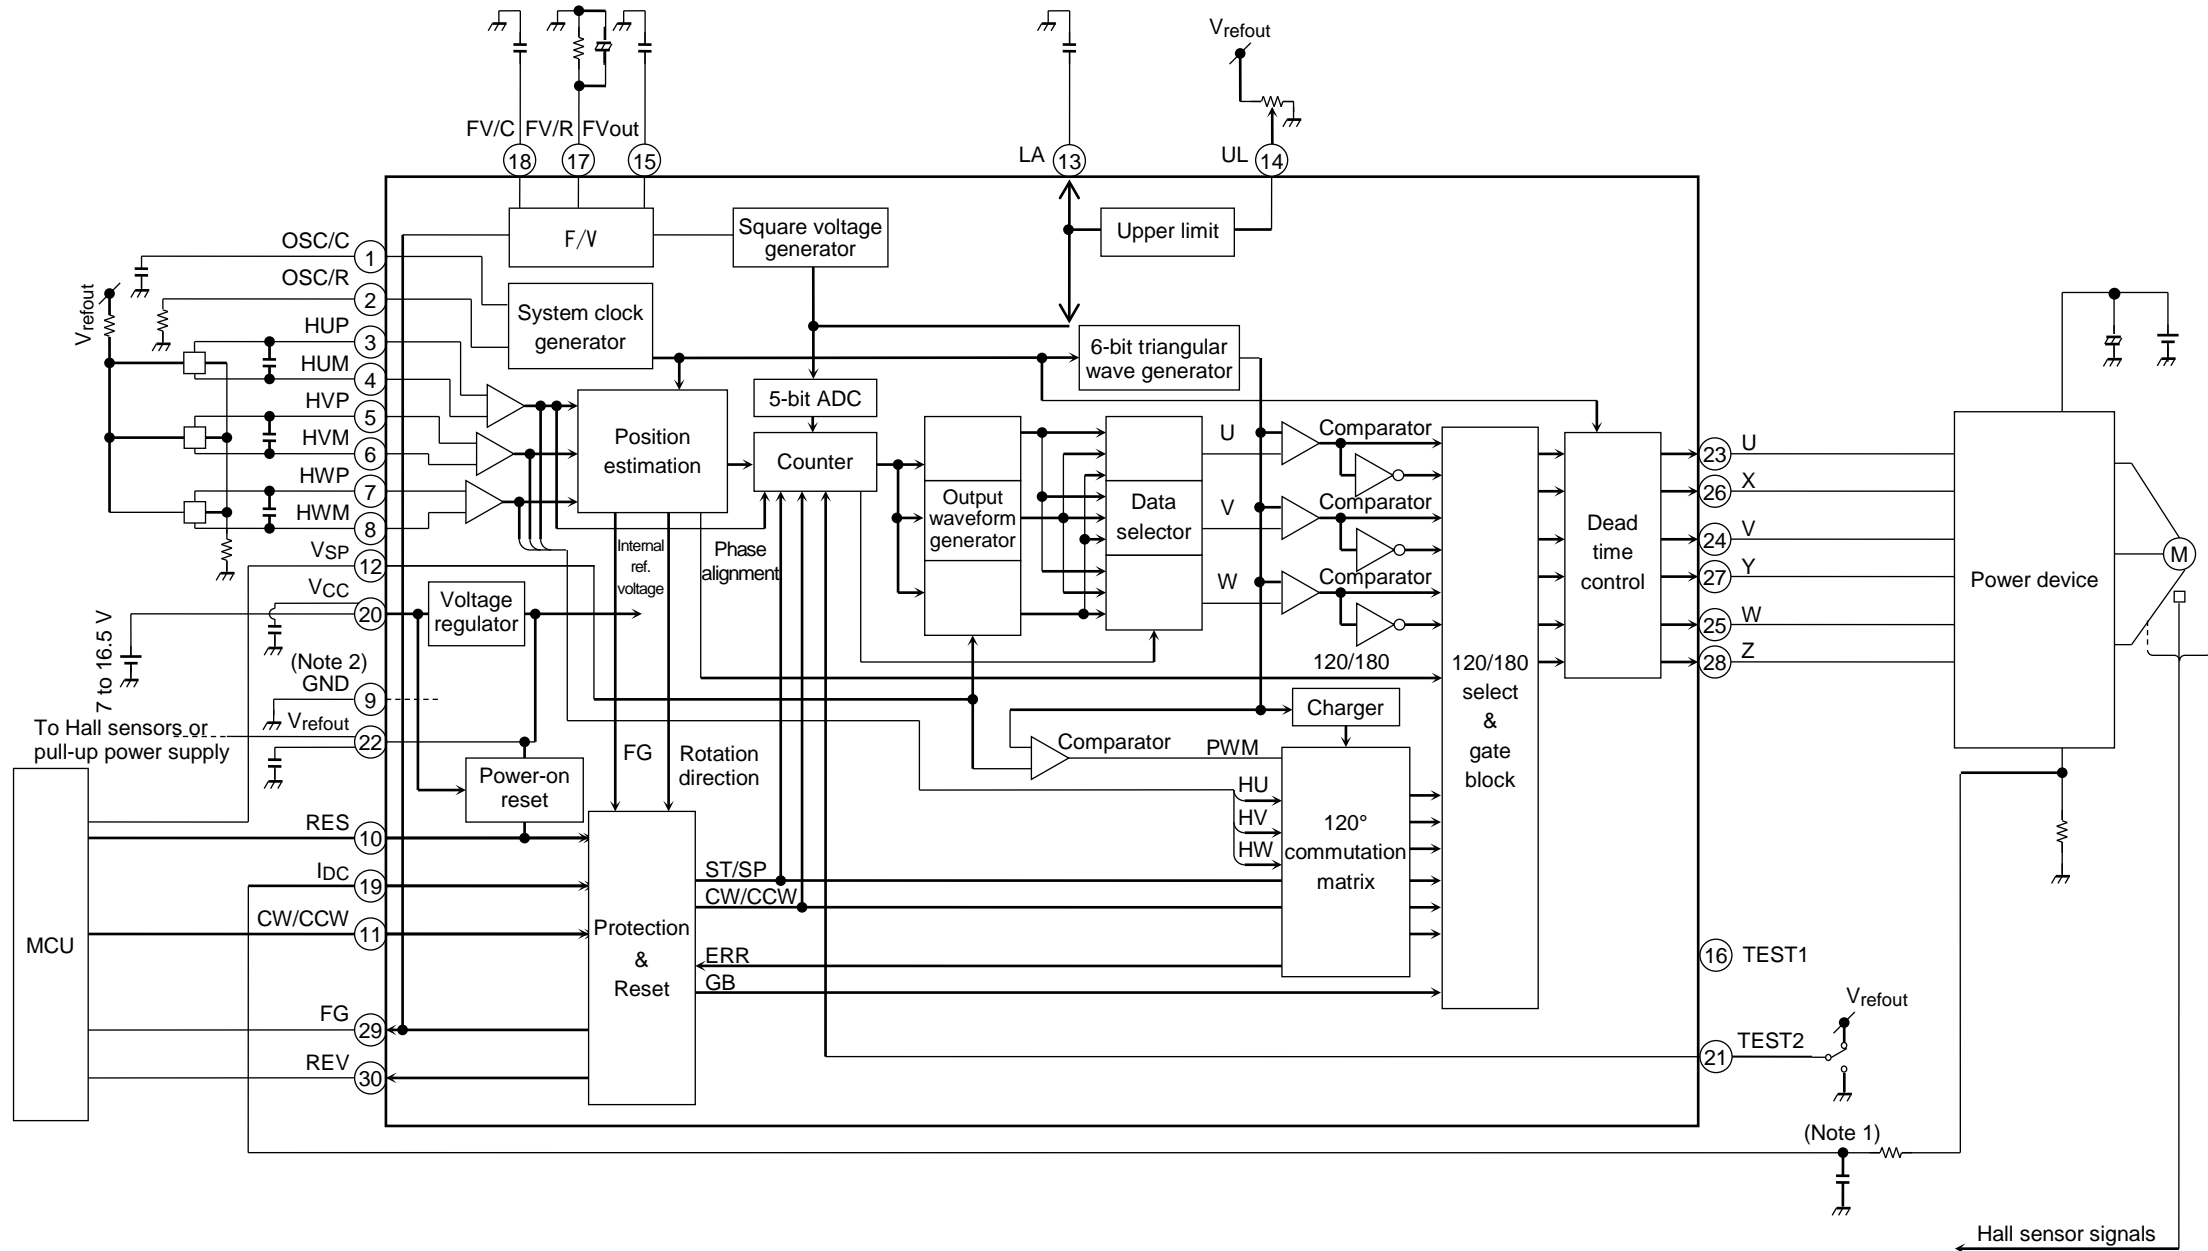 Vrefout
FV/C
FV/R
FVout
LA
UL
18
17
15
13
14
F/V
Square voltage
generator
Upper limit
OSC/C
1
OSC/R
2
Vrefout
System clock
generator
HUP
3
HUM
4
HVP
5
HVM
6
HWP
7
HWM
8
6-bit triangular
wave generator
5-bit ADC
Position
estimation
Counter
Output
waveform
generator
Data
selector
U
V
W
Comparator
Comparator
Comparator
Dead
time
control
23
U
26
X
24
V
27
Y
25
W
28
Z
Power device
M
VSP
12
VCC
20
Voltage
regulator
Internal
ref.
voltage
Phase
alignment
7 to 16.5 V
(Note 2)
GND
9
120/180
120/180
select
&
gate
block
To Hall sensors or
pull-up power supply
Vrefout
22
Charger
Comparator
PWM
FG
Rotation
direction
Power-on
reset
HU
HV
HW
120°
commutation
matrix
RES
10
IDC
19
CW/CCW
11
MCU
Protection
&
Reset
ST/SP
CW/CCW
ERR
GB
16
TEST1
FG
29
REV
30
Vrefout
21
TEST2
(Note 1)
Hall sensor signals